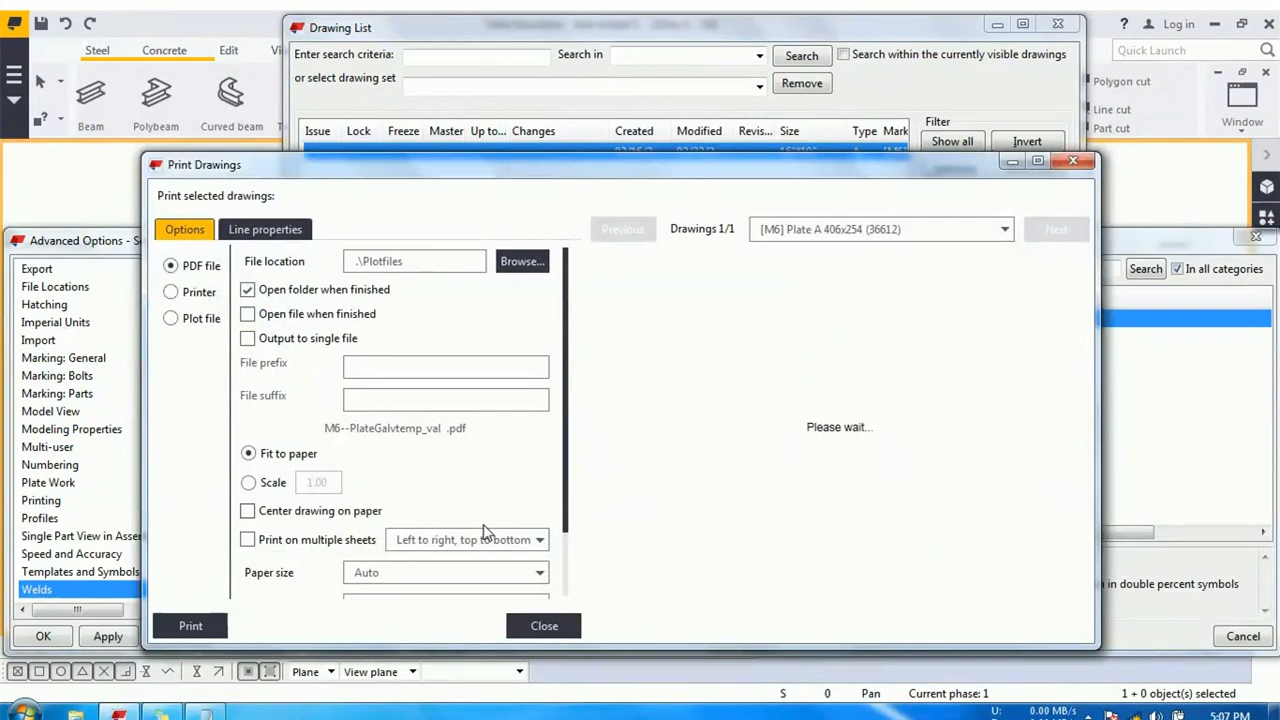 Drawing List
Log in
Steel
Concrete
Edit
Quick Launch
Enter search criteria:
Search in
Search
Search within the currently visible drawings
or select drawing set
Remove
Beam
Polybeam
Curved beam
Polygon cut
Line cut
Part cut
Window
Issue
Lock
Freeze
Master
Up to...
Changes
Created
Modified
Revis...
Size
Type
Mark
Filter
Show all
Invert
Print Drawings
Print selected drawings:
Options
Line properties
Previous
Drawings 1/1
[M6] Plate A 406x254 (36612)
Next
Advanced Options - S
PDF file
Printer
Plot file
File location
.\Plotfiles
Browse...
Open folder when finished
Open file when finished
Output to single file
File prefix
File suffix
M6--PlateGalvtemp_val .pdf
Fit to paper
Scale
1.00
Center drawing on paper
Print on multiple sheets
Left to right, top to bottom
Paper size
Auto
Print
Close
Please wait...
Search
In all categories
Export
File Locations
Hatching
Imperial Units
Import
Marking: General
Marking: Bolts
Marking: Parts
Model View
Modeling Properties
Multi-user
Numbering
Plate Work
Printing
Profiles
Single Part View in Assem
Speed and Accuracy
Templates and Symbols
Welds
OK
Apply
n in double percent symbols
Cancel
Plane
View plane
S
0
Pan
Current phase: 1
1 + 0 object(s) selected
U:
0.00 MB/s
D:
0.00 MB/s
5:07 PM